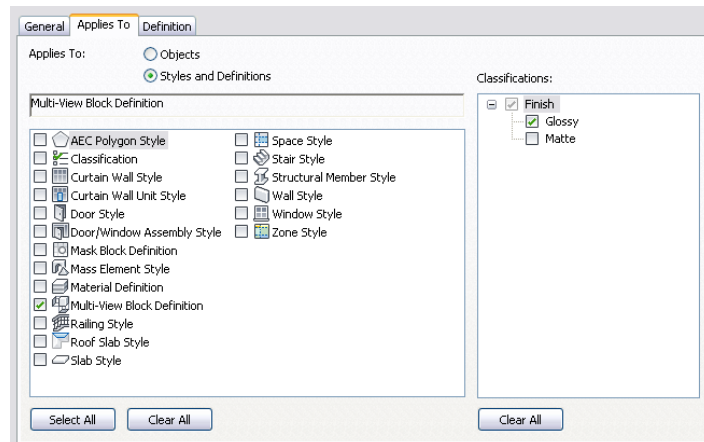 General Applies To Definition
Applies To: Objects
Styles and Definitions
Classifications:
Multi-View Block Definition
Finish
Glossy
Matte
AEC Polygon Style
Classification
Curtain Wall Style
Curtain Wall Unit Style
Door Style
Door/Window Assembly Style
Mask Block Definition
Mass Element Style
Material Definition
Multi-View Block Definition
Railing Style
Roof Slab Style
Slab Style
Space Style
Stair Style
Structural Member Style
Wall Style
Window Style
Zone Style
Select All Clear All
Clear All